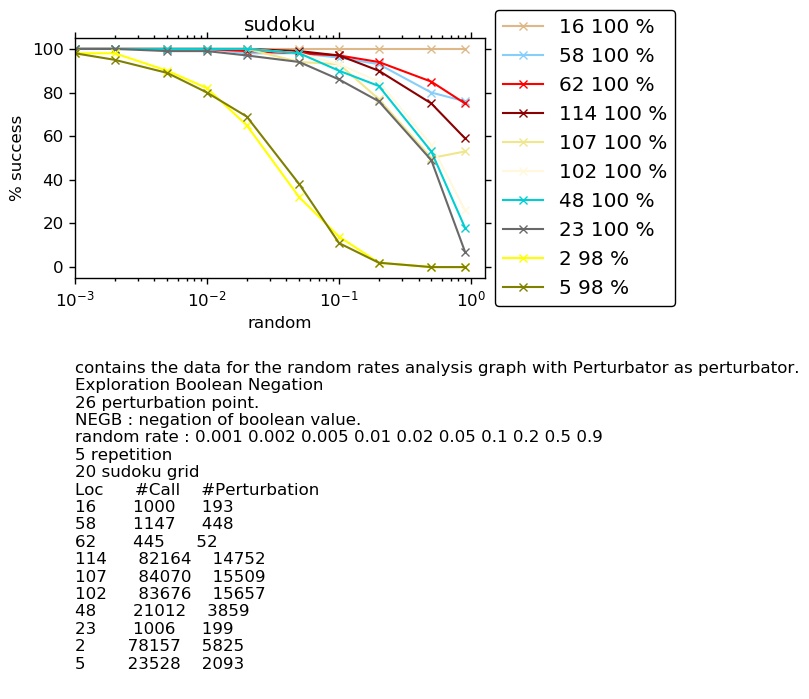 sudoku
100
80
60
40
20
0
% success
10⁻³
10⁻²
10⁻¹
10⁰
random
16 100 %
58 100 %
62 100 %
114 100 %
107 100 %
102 100 %
48 100 %
23 100 %
2 98 %
5 98 %
contains the data for the random rates analysis graph with Perturbator as perturbator.
Exploration Boolean Negation
26 perturbation point.
NEGB : negation of boolean value.
random rate : 0.001 0.002 0.005 0.01 0.02 0.05 0.1 0.2 0.5 0.9
5 repetition
20 sudoku grid
Loc #Call #Perturbation
16 1000 193
58 1147 448
62 445 52
114 82164 14752
107 84070 15509
102 83676 15657
48 21012 3859
23 1006 199
2 78157 5825
5 23528 2093